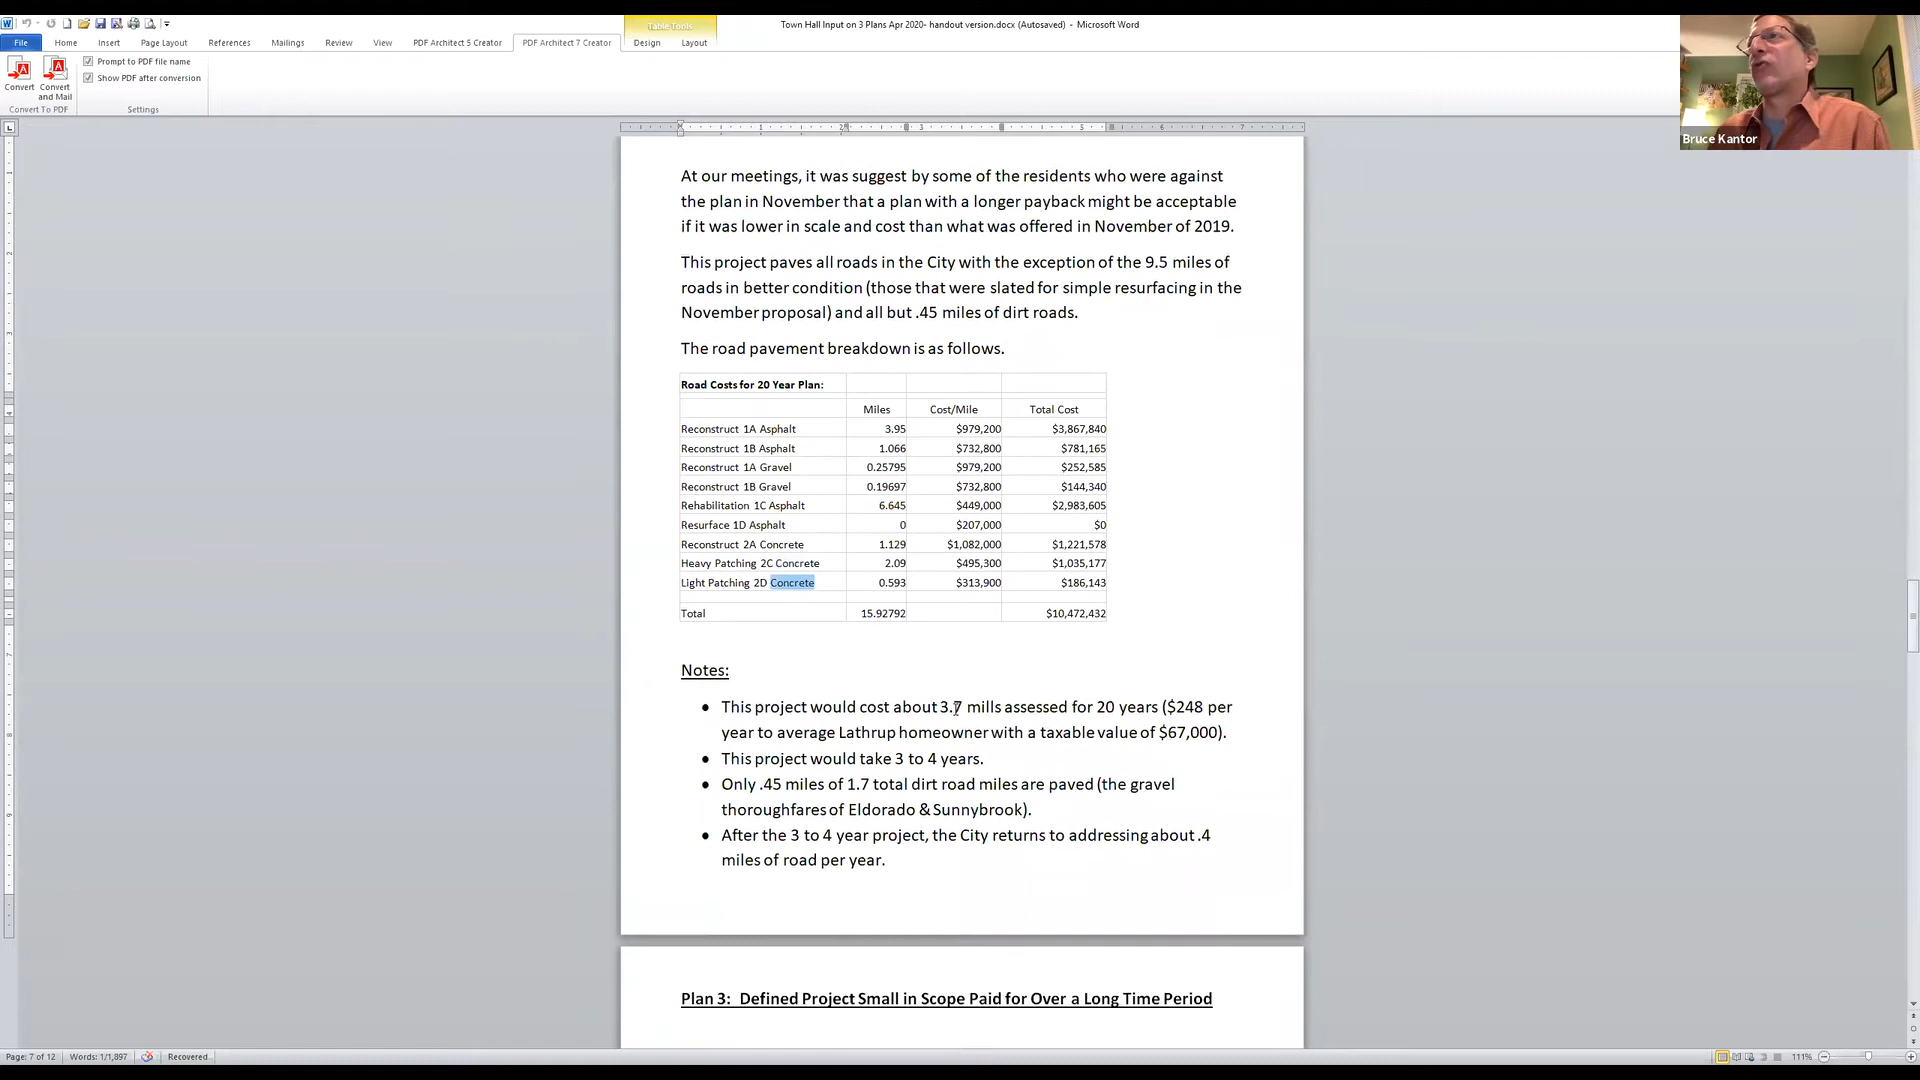 Town Hall Input on 3 Plans Apr 2020- handout version.docx (Autosaved) - Microsoft Word
Table Tools
File Home Insert Page Layout References Mailings Review View PDF Architect 5 Creator PDF Architect 7 Creator Design Layout
Prompt to PDF file name
Show PDF after conversion
Convert Convert and Mail
Convert To PDF Settings
Bruce Kantor
At our meetings, it was suggest by some of the residents who were against
the plan in November that a plan with a longer payback might be acceptable
if it was lower in scale and cost than what was offered in November of 2019.
This project paves all roads in the City with the exception of the 9.5 miles of
roads in better condition (those that were slated for simple resurfacing in the
November proposal) and all but .45 miles of dirt roads.
The road pavement breakdown is as follows.
Road Costs for 20 Year Plan:
Miles Cost/Mile Total Cost
Reconstruct 1A Asphalt 3.95 $979,200 $3,867,840
Reconstruct 1B Asphalt 1.066 $732,800 $781,165
Reconstruct 1A Gravel 0.25795 $979,200 $252,585
Reconstruct 1B Gravel 0.19697 $732,800 $144,340
Rehabilitation 1C Asphalt 6.645 $449,000 $2,983,605
Resurface 1D Asphalt 0 $207,000 $0
Reconstruct 2A Concrete 1.129 $1,082,000 $1,221,578
Heavy Patching 2C Concrete 2.09 $495,300 $1,035,177
Light Patching 2D Concrete 0.593 $313,900 $186,143
Total 15.92792 $10,472,432
Notes:
• This project would cost about 3.7 mills assessed for 20 years ($248 per
year to average Lathrup homeowner with a taxable value of $67,000).
• This project would take 3 to 4 years.
• Only .45 miles of 1.7 total dirt road miles are paved (the gravel
thoroughfares of Eldorado & Sunnybrook).
• After the 3 to 4 year project, the City returns to addressing about .4
miles of road per year.
Plan 3: Defined Project Small in Scope Paid for Over a Long Time Period
Page: 7 of 12 Words: 1/1,897 Recovered 111%